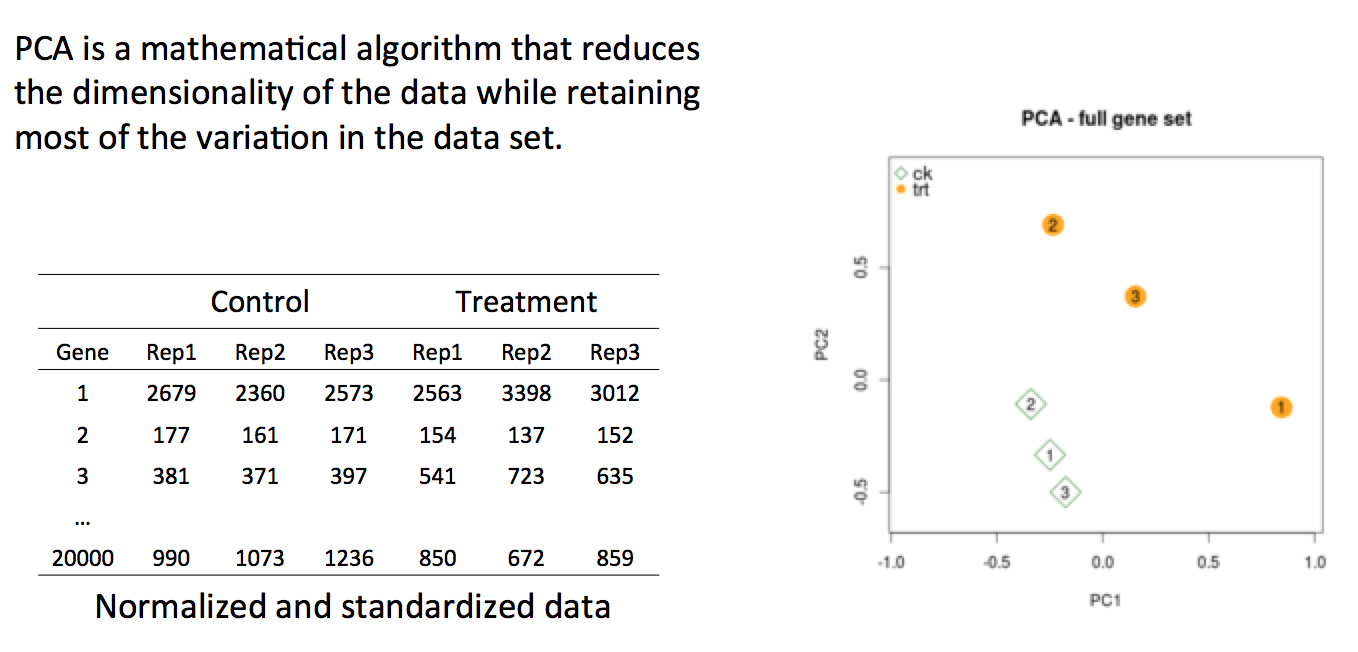 PCA is a mathematical algorithm that reduces
the dimensionality of the data while retaining
most of the variation in the data set.
Control Treatment
Gene Rep1 Rep2 Rep3 Rep1 Rep2 Rep3
1 2679 2360 2573 2563 3398 3012
2 177 161 171 154 137 152
3 381 371 397 541 723 635
...
20000 990 1073 1236 850 672 859
Normalized and standardized data
PCA - full gene set
ck
trt
2
3
1
2
1
3
PC2
0.5
0.0
-0.5
-1.0 -0.5 0.0 0.5 1.0
PC1